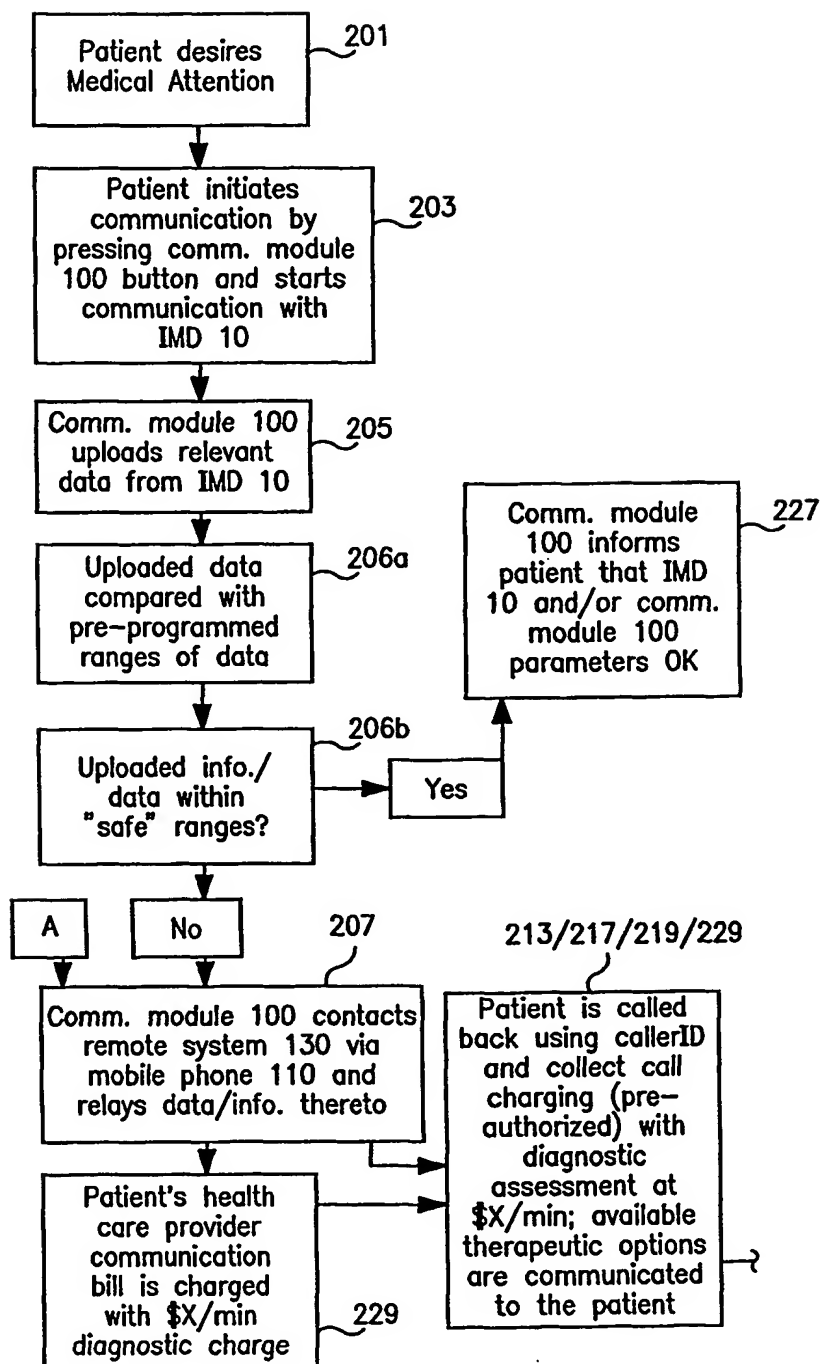 Patient desires
Medical Attention
201
Patient initiates
communication by
pressing comm. module
100 button and starts
communication with
IMD 10
203
Comm. module 100
uploads relevant
data from IMD 10
205
Uploaded data
compared with
pre-programmed
ranges of data
206a
Comm. module
100 informs
patient that IMD
10 and/or comm.
module 100
parameters OK
227
Uploaded info./
data within
"safe" ranges?
206b
Yes
A
No
Comm. module 100 contacts
remote system 130 via
mobile phone 110 and
relays data/info. thereto
207
213/217/219/229
Patient is called
back using callerID
and collect call
charging (pre-
authorized) with
diagnostic
assessment at
$X/min; available
therapeutic options
are communicated
to the patient
Patient's health
care provider
communication
bill is charged
with $X/min
diagnostic charge
229